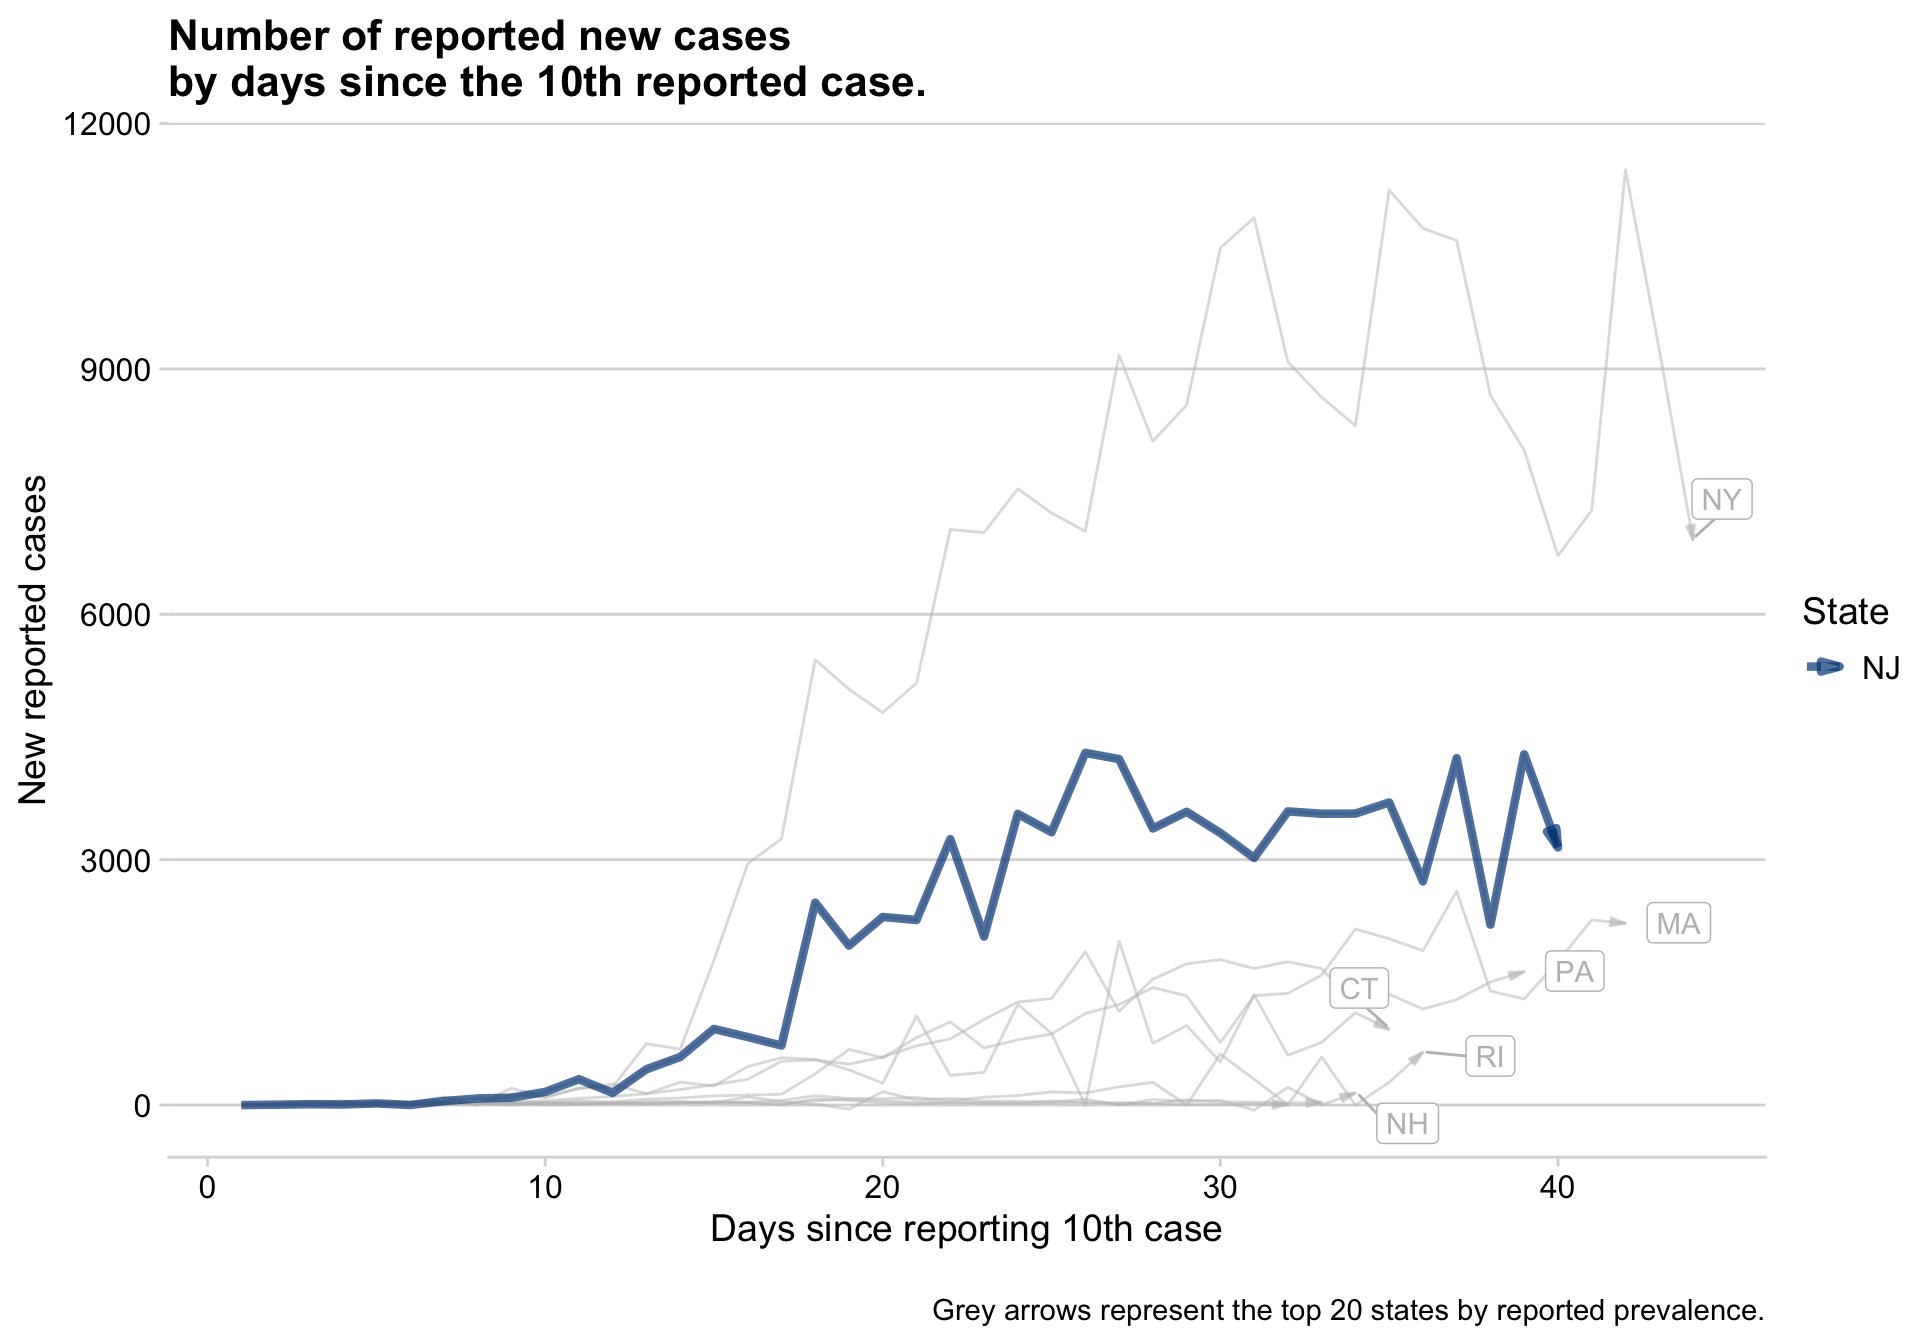 Number of reported new cases
by days since the 10th reported case.
12000
9000
6000
3000
0
New reported cases
NY
MA
PA
CT
RI
NH
State
NJ
0 10 20 30 40
Days since reporting 10th case
Grey arrows represent the top 20 states by reported prevalence.